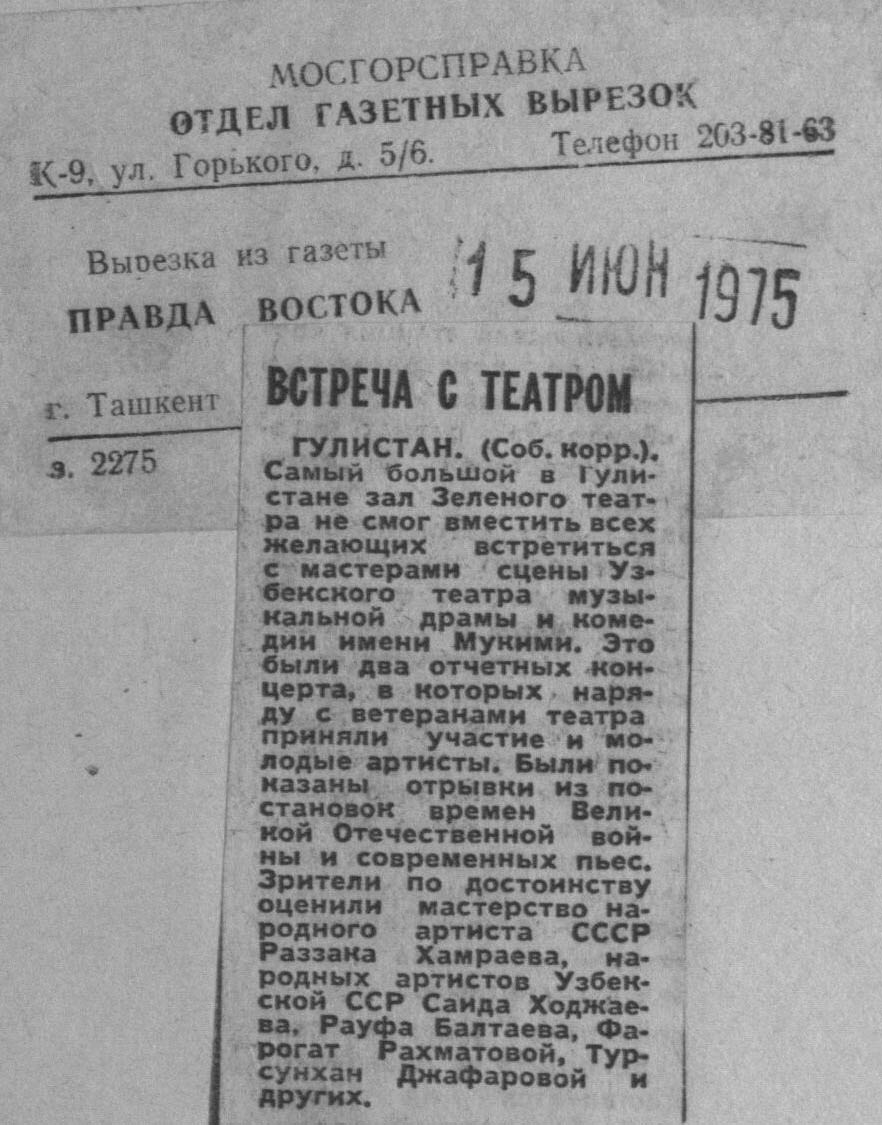 МОСГОРСПРАВКА
ОТДЕЛ ГАЗЕТНЫХ ВЫРЕЗОК
К-9, ул. Горького, д. 5/6. Телефон 203-81-63
Вырезка из газеты
ПРАВДА ВОСТОКА
15 ИЮН 1975
г. Ташкент
з. 2275
ВСТРЕЧА С ТЕАТРОМ
ГУЛИСТАН. (Соб. корр.).
Самый большой в Гули-
стане зал Зеленого теат-
ра не смог вместить всех
желающих встретиться
с мастерами сцены Уз-
бекского театра музы-
кальной драмы и коме-
дии имени Мукими. Это
были два отчетных кон-
церта, в которых наря-
ду с ветеранами театра
приняли участие и мо-
лодые артисты. Были по-
казаны отрывки из по-
становок времен Вели-
кой Отечественной вой-
ны и современных пьес.
Зрители по достоинству
оценили мастерство на-
родного артиста СССР
Раззака Хамраева, на-
родных артистов Узбек-
ской ССР Саида Ходжае-
ва, Рауфа Балтаева, Фа-
рогат Рахматовой, Тур-
сунхан Джафаровой и
других.